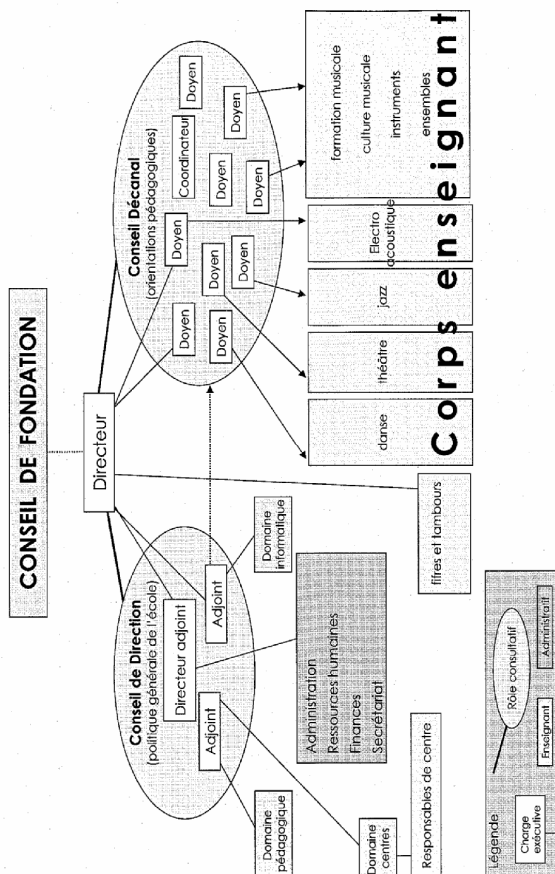 CONSEIL DE FONDATION
Directeur
Conseil de Direction
(politique générale de l'école)
Directeur adjoint
Adjoint
Adjoint
Conseil Décanal
(orientations pédagogiques)
Doyen
Doyen
Doyen
Doyen
Doyen
Coordinateur
Doyen
Doyen
Doyen
Doyen
Domaine
pédagogique
Domaine
informatique
Domaine
centres
Responsables de centre
Administration
Ressources humaines
Finances
Secrétariat
fifres et tambours
danse
théâtre
jazz
Electro
acoustique
formation musicale
culture musicale
instruments
ensembles
Corps enseignant
Légende
Charge
exécutive
Rôle consultatif
Enseignant
Administratif